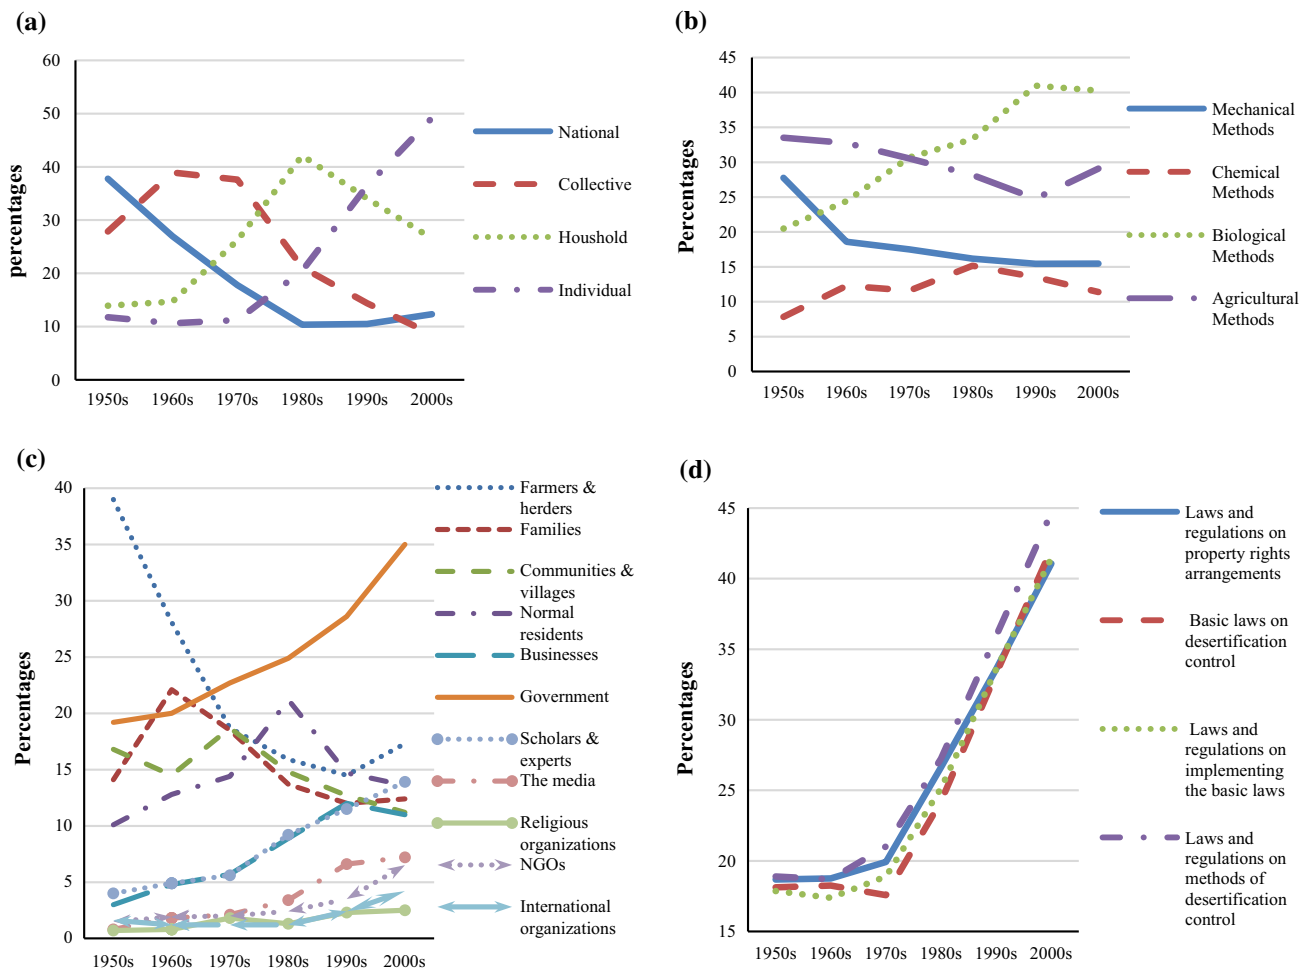 (a)
percentages
60
50
40
30
20
10
0
1950s 1960s 1970s 1980s 1990s 2000s
National
Collective
Houshold
Individual
(b)
Percentages
45
40
35
30
25
20
15
10
5
0
1950s 1960s 1970s 1980s 1990s 2000s
Mechanical
Methods
Chemical
Methods
Biological
Methods
Agricultural
Methods
(c)
Percentages
40
35
30
25
20
15
10
5
0
1950s 1960s 1970s 1980s 1990s 2000s
Farmers &
herders
Families
Communities &
villages
Normal
residents
Businesses
Government
Scholars &
experts
The media
Religious
organizations
NGOs
International
organizations
(d)
Percentages
45
40
35
30
25
20
15
1950s 1960s 1970s 1980s 1990s 2000s
Laws and
regulations on
property rights
arrangements
Basic laws on
desertification
control
Laws and
regulations on
implementing
the basic laws
Laws and
regulations on
methods of
desertification
control